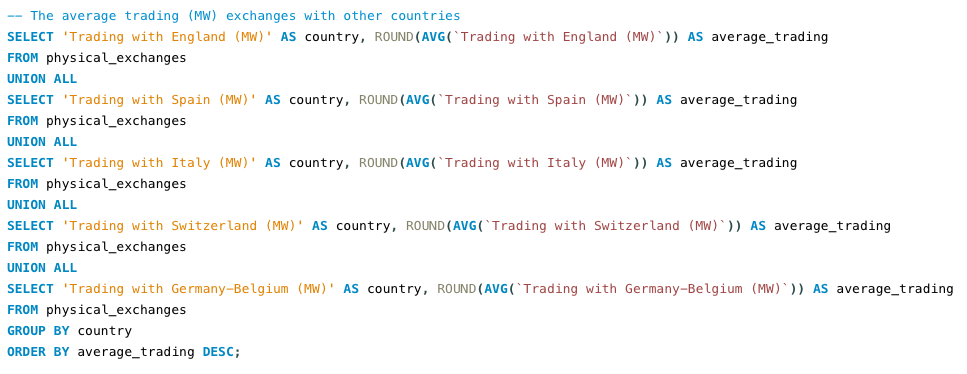 −− The average trading (MW) exchanges with other countries
SELECT 'Trading with England (MW)' AS country, ROUND(AVG(`Trading with England (MW)`)) AS average_trading
FROM physical_exchanges
UNION ALL
SELECT 'Trading with Spain (MW)' AS country, ROUND(AVG(`Trading with Spain (MW)`)) AS average_trading
FROM physical_exchanges
UNION ALL
SELECT 'Trading with Italy (MW)' AS country, ROUND(AVG(`Trading with Italy (MW)`)) AS average_trading
FROM physical_exchanges
UNION ALL
SELECT 'Trading with Switzerland (MW)' AS country, ROUND(AVG(`Trading with Switzerland (MW)`)) AS average_trading
FROM physical_exchanges
UNION ALL
SELECT 'Trading with Germany−Belgium (MW)' AS country, ROUND(AVG(`Trading with Germany−Belgium (MW)`)) AS average_trading
FROM physical_exchanges
GROUP BY country
ORDER BY average_trading DESC;